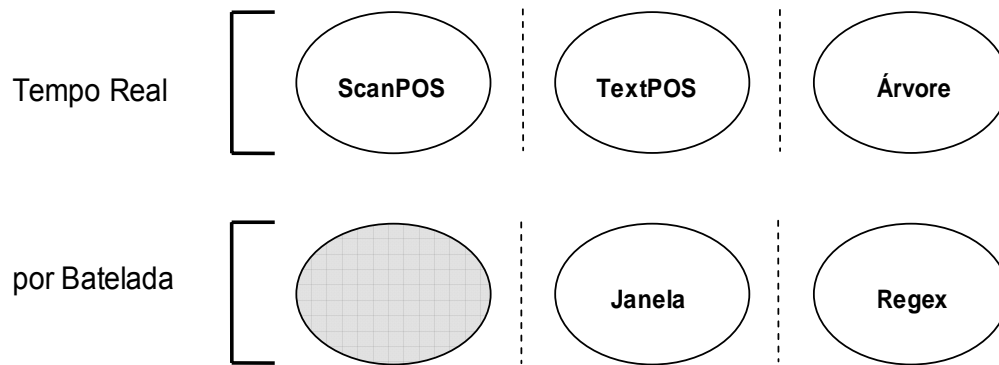 Tempo Real
ScanPOS
TextPOS
Árvore
por Batelada
Janela
Regex